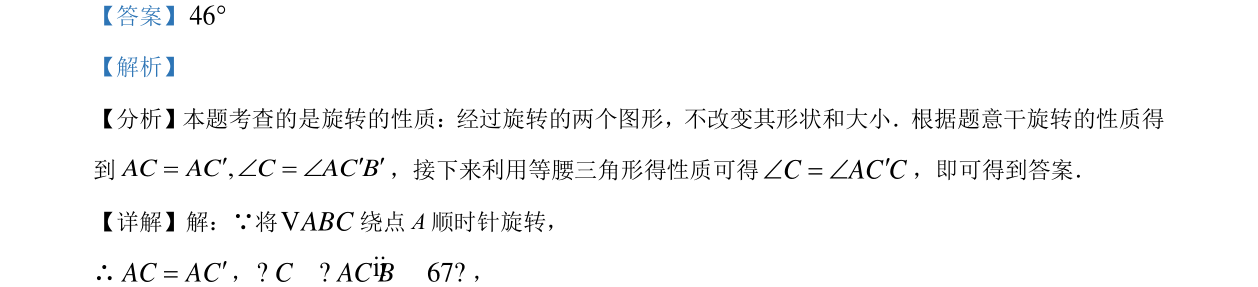 【答案】46°
【解析】
【分析】本题考查的是旋转的性质：经过旋转的两个图形，不改变其形状和大小．根据题意干旋转的性质得
到 AC = AC′,∠C = ∠AC′B′，接下来利用等腰三角形得性质可得∠C = ∠AC′C，即可得到答案．
【详解】解：∵将VABC 绕点 A 顺时针旋转，
∴ AC = AC′，? C ? AC B 67?，